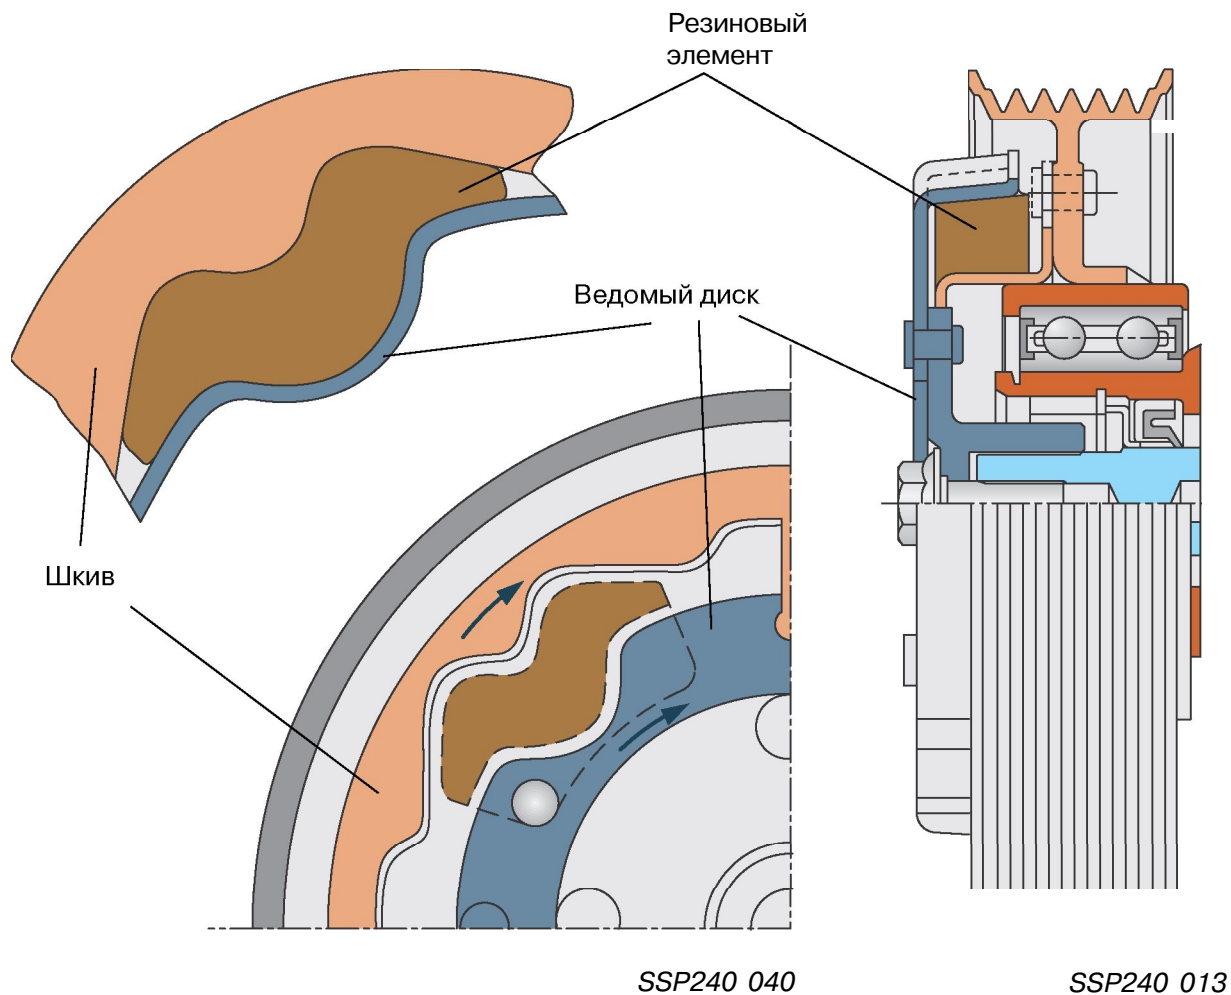 Резиновый
элемент
Ведомый диск
Шкив
SSP240 040
SSP240 013